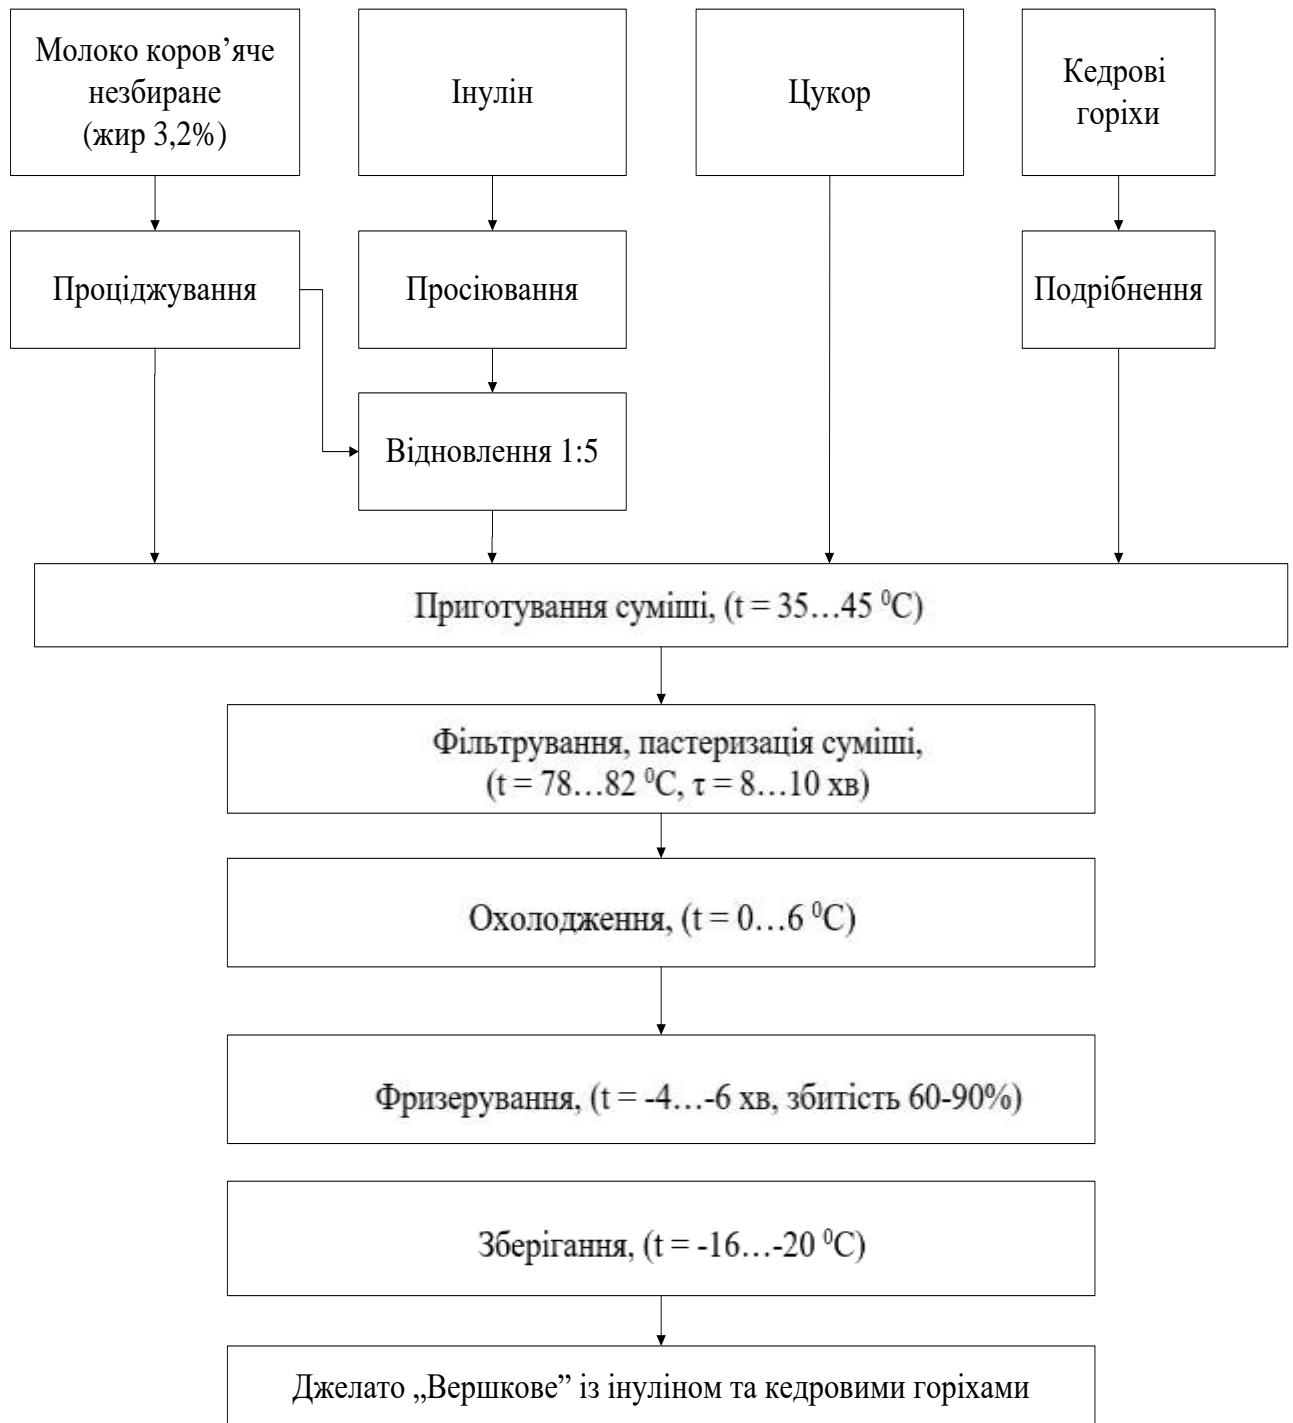 Молоко коров’яче
незбиране
(жир 3,2%)
Інулін
Цукор
Кедрові
горіхи
Проціджування
Просіювання
Подрібнення
Відновлення 1:5
Приготування суміші, (t = 35…45 ⁰С)
Фільтрування, пастеризація суміші,
(t = 78…82 ⁰С, τ = 8…10 хв)
Охолодження, (t = 0…6 ⁰С)
Фризерування, (t = -4…-6 хв, збитість 60-90%)
Зберігання, (t = -16…-20 ⁰С)
Джелато „Вершкове” із інуліном та кедровими горіхами